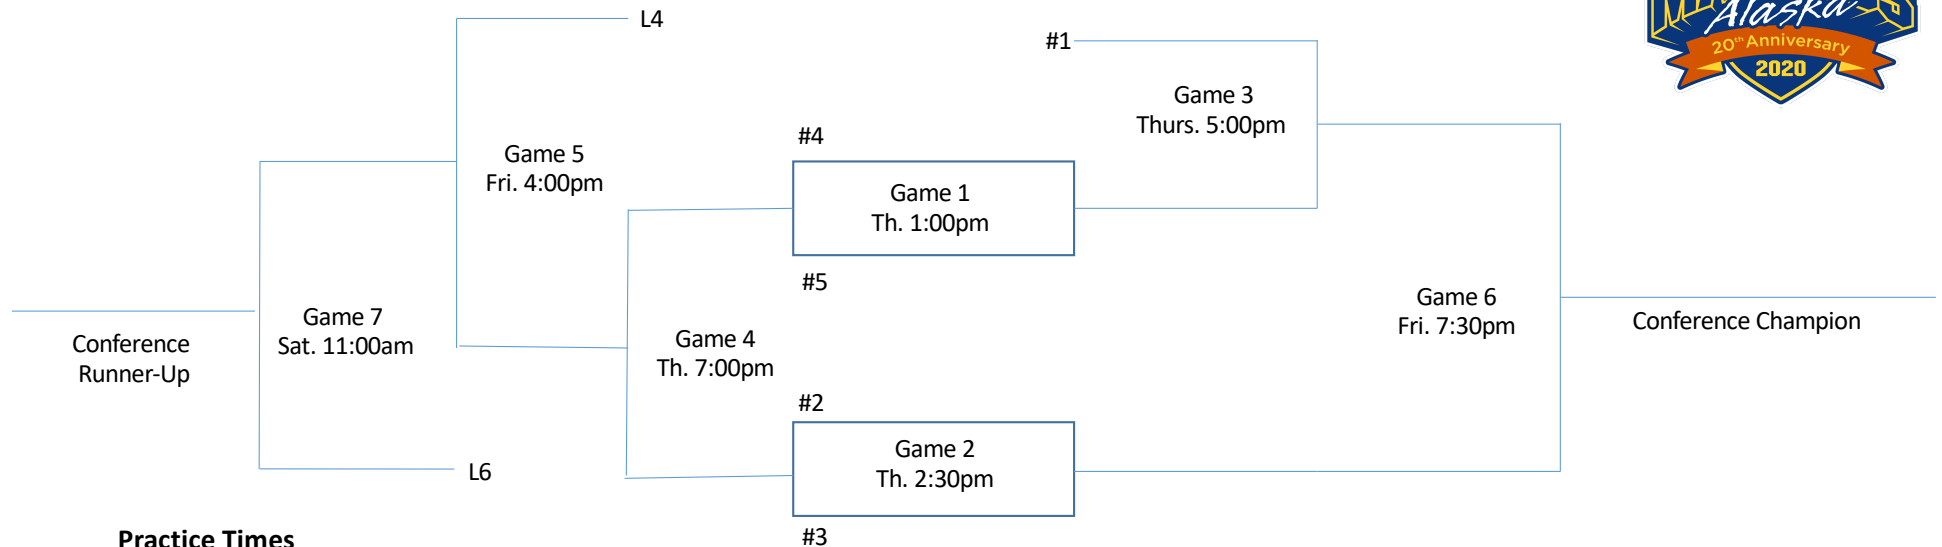 L4
#1
Alaska
20th Anniversary
2020
Game 3
Thurs. 5:00pm
#4
Game 5
Fri. 4:00pm
Game 1
Th. 1:00pm
#5
Game 7
Sat. 11:00am
Game 6
Fri. 7:30pm
Conference
Runner-Up
Game 4
Th. 7:00pm
Conference Champion
#2
Game 2
Th. 2:30pm
L6
#3
Practice Times